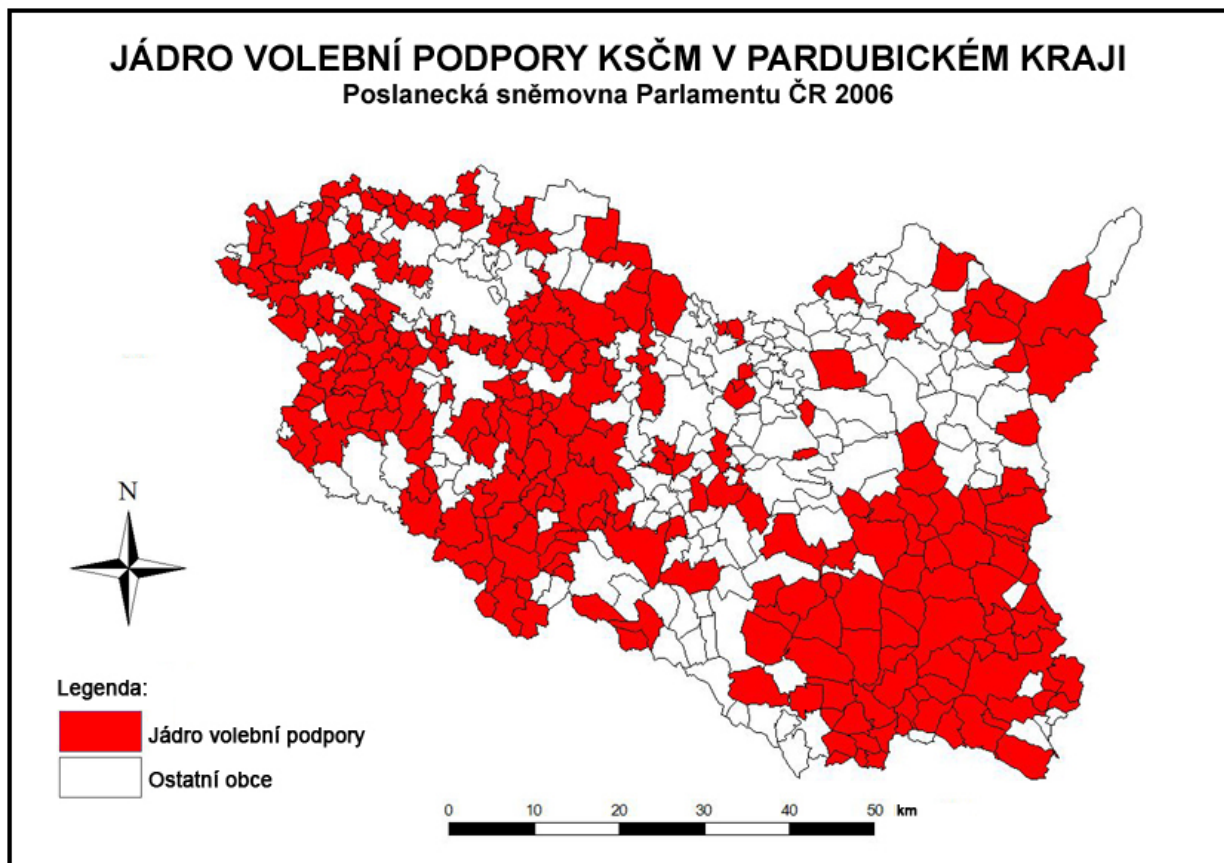 JÁDRO VOLEBNÍ PODPORY KSČM V PARDUBICKÉM KRAJI
Poslanecká sněmovna Parlamentu ČR 2006
N
Legenda:
Jádro volební podpory
Ostatní obce
0 10 20 30 40 50 km